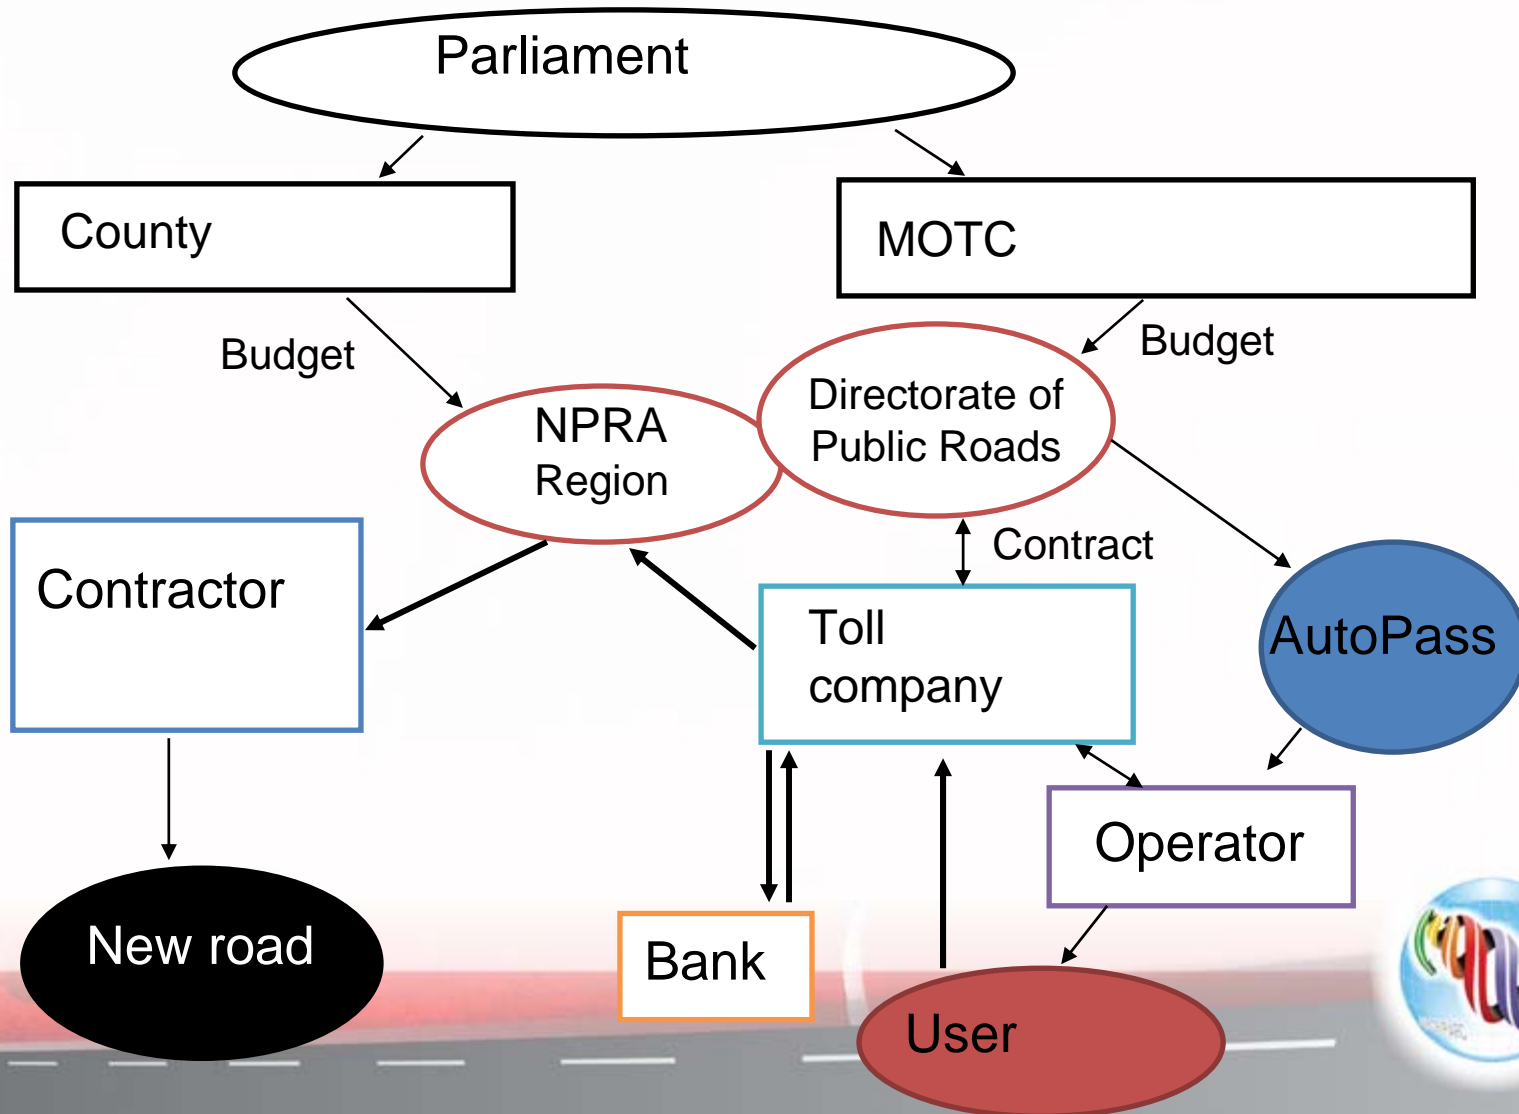 Parliament
County
MOTC
Budget
Budget
Directorate of
Public Roads
NPRA
Region
Contract
Contractor
Toll
company
AutoPass
Operator
New road
Bank
User